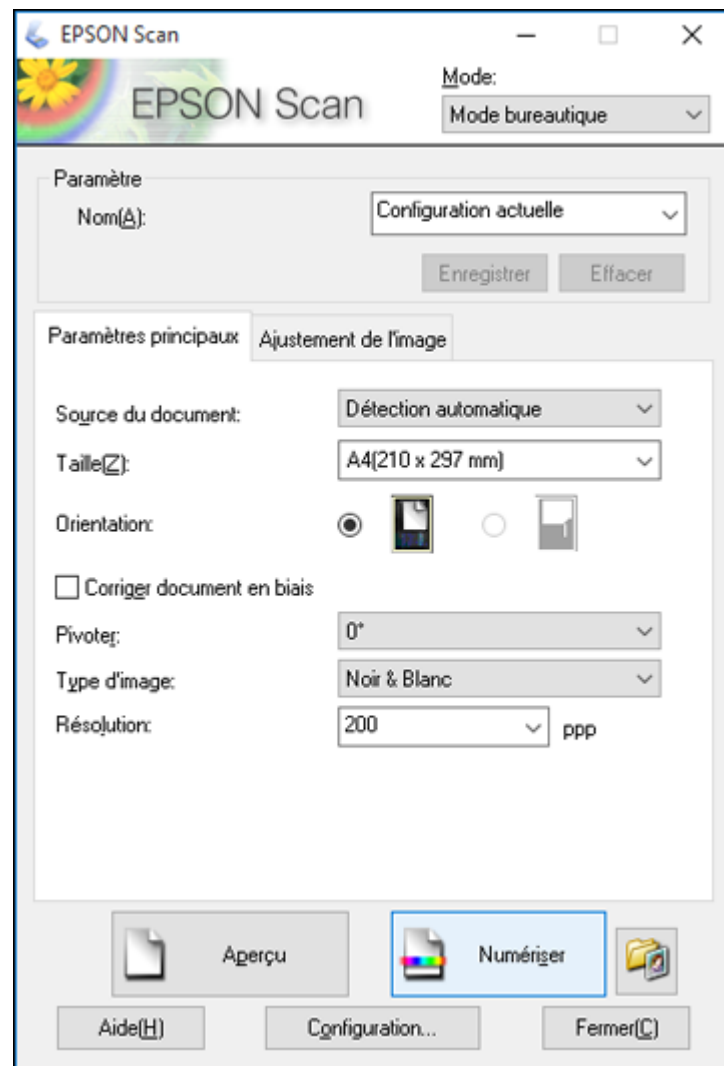 EPSON Scan
EPSON Scan
Mode:
Mode bureautique
Paramètre
Nom(A):
Configuration actuelle
Enregistrer
Effacer
Paramètres principaux
Ajustement de l'image
Source du document:
Détection automatique
Taille(Z):
A4(210 x 297 mm)
Orientation:
Corriger document en biais
Pivoter:
0°
Type d'image:
Noir & Blanc
Résolution:
200
ppp
Aperçu
Numériser
Aide(H)
Configuration...
Fermer(C)